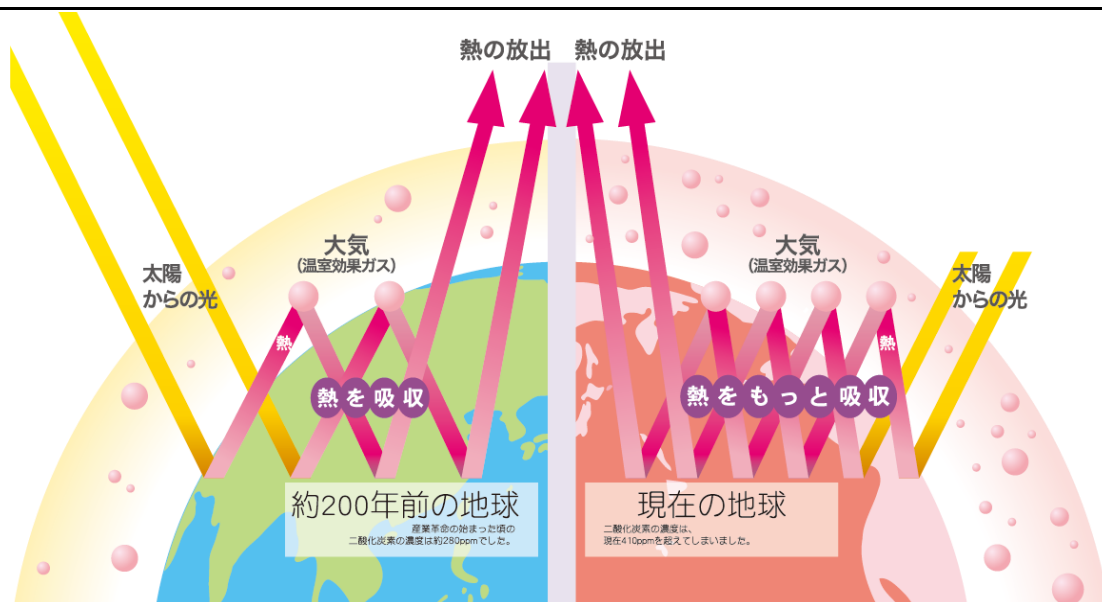 熱の放出
熱の放出
大気
(温室効果ガス)
太陽
からの光
熱
熱を吸収
約200年前の地球
産業革命の始まった頃の
二酸化炭素の濃度は約280ppmでした。
大気
(温室効果ガス)
太陽
からの光
熱
熱をもっと吸収
現在の地球
二酸化炭素の濃度は、
現在410ppmを超えてしまいました。